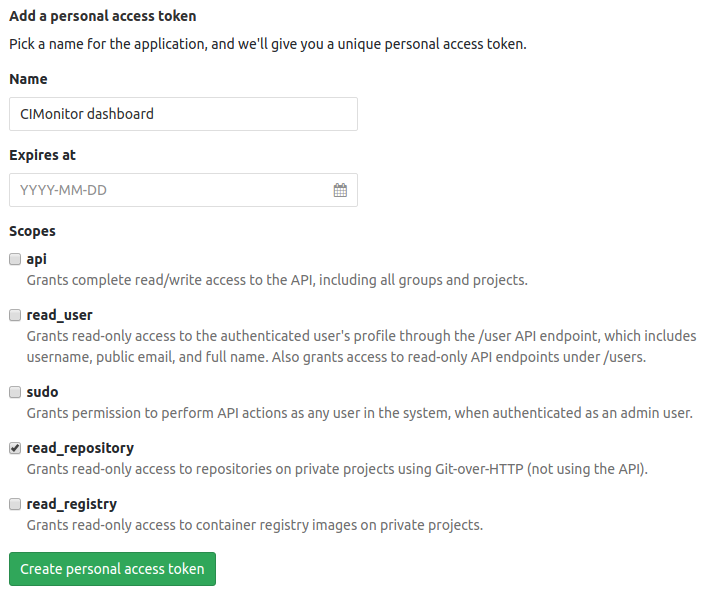 Add a personal access token
Pick a name for the application, and we'll give you a unique personal access token.
Name
CIMonitor dashboard
Expires at
YYYY-MM-DD
Scopes
api
Grants complete read/write access to the API, including all groups and projects.
read_user
Grants read-only access to the authenticated user's profile through the /user API endpoint, which includes
username, public email, and full name. Also grants access to read-only API endpoints under /users.
sudo
Grants permission to perform API actions as any user in the system, when authenticated as an admin user.
read_repository
Grants read-only access to repositories on private projects using Git-over-HTTP (not using the API).
read_registry
Grants read-only access to container registry images on private projects.
Create personal access token